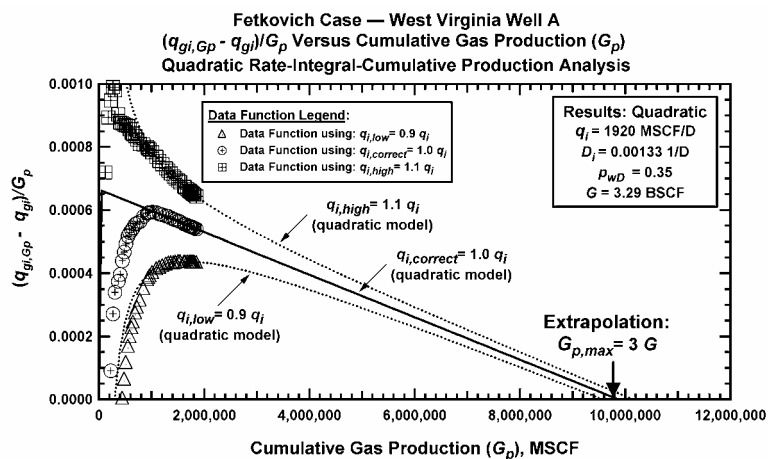 Fetkovich Case — West Virginia Well A
(qgi,Gp - qgi)/Gp Versus Cumulative Gas Production (Gp)
Quadratic Rate-Integral-Cumulative Production Analysis
(qgi,Gp - qgi)/Gp
0.0010
0.0008
0.0006
0.0004
0.0002
0.0000
Data Function Legend:
Data Function using: qi,low= 0.9 qi
Data Function using: qi,correct= 1.0 qi
Data Function using: qi,high= 1.1 qi
Results: Quadratic
qi = 1920 MSCF/D
Di = 0.00133 1/D
pwD = 0.35
G = 3.29 BSCF
qi,high= 1.1 qi
(quadratic model)
qi,correct= 1.0 qi
(quadratic model)
qi,low= 0.9 qi
(quadratic model)
Extrapolation:
Gp,max= 3 G
0
2,000,000
4,000,000
6,000,000
8,000,000
10,000,000
12,000,000
Cumulative Gas Production (Gp), MSCF